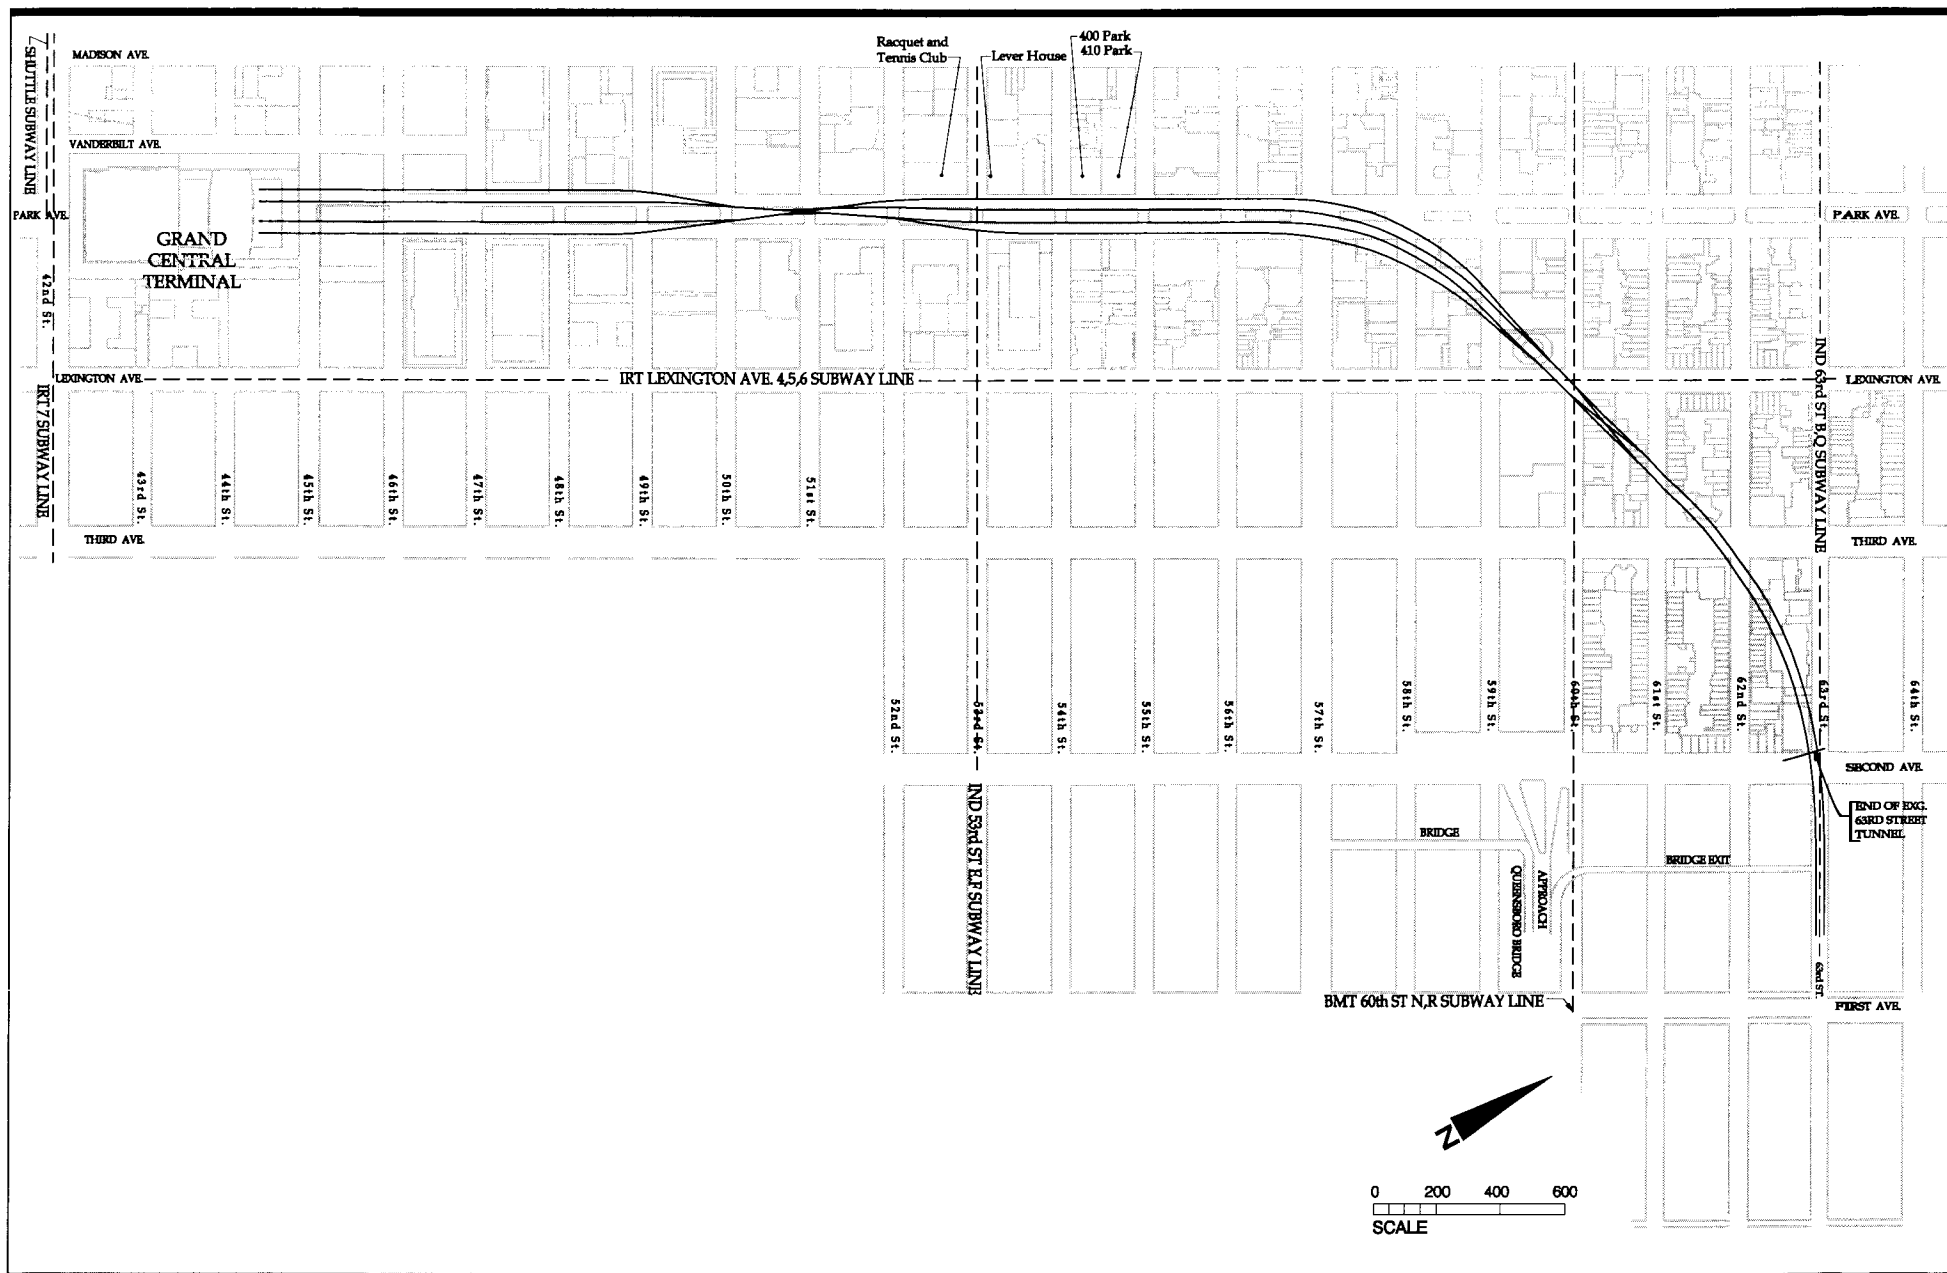 MADISON AVE.
SHUTTLE SUBWAY LINE
VANDERBILT AVE.
PARK AVE.
GRAND
CENTRAL
TERMINAL
42nd St.
LEXINGTON AVE.
IRT 7 SUBWAY LINE
THIRD AVE.
Racquet and
Tennis Club
Lever House
400 Park
410 Park
IRT LEXINGTON AVE. 4,5,6 SUBWAY LINE
43rd St.
44th St.
45th St.
46th St.
47th St.
48th St.
49th St.
50th St.
51st St.
52nd St.
53rd St.
54th St.
55th St.
56th St.
57th St.
58th St.
59th St.
60th St.
61st St.
62nd St.
63rd St.
64th St.
PARK AVE.
IND 63rd ST B,Q SUBWAY LINE
LEXINGTON AVE.
THIRD AVE.
SECOND AVE.
END OF EXG.
63RD STREET
TUNNEL
IND 53rd ST E,F SUBWAY LINE
BRIDGE
QUEENSBORO BRIDGE
APPROACH
BRIDGE EXIT
63rd ST.
BMT 60th ST N,R SUBWAY LINE
FIRST AVE.
N
0 200 400 600
SCALE